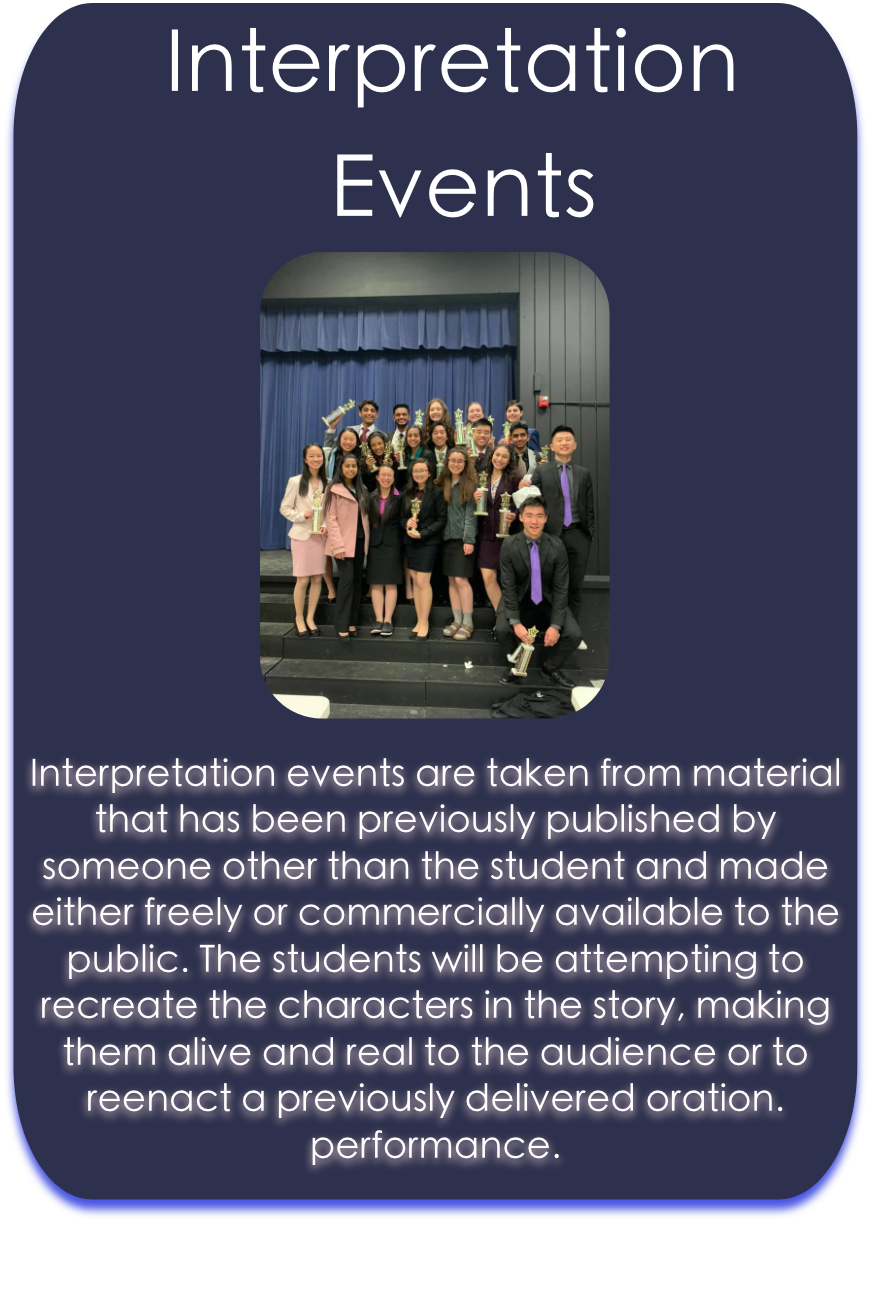 Interpretation
Events
Interpretation events are taken from material
that has been previously published by
someone other than the student and made
either freely or commercially available to the
public. The students will be attempting to
recreate the characters in the story, making
them alive and real to the audience or to
reenact a previously delivered oration.
performance.